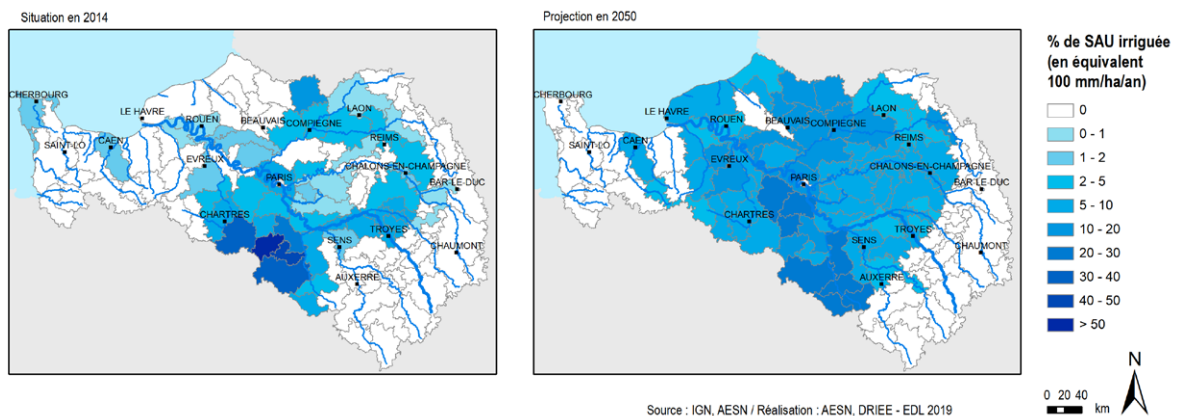 Situation en 2014
CHERBOURG
LE HAVRE
ROUEN
BEAUVAIS
COMPIEGNE
LAON
SAINT-LO
CAEN
EVREUX
REIMS
CHALONS-EN-CHAMPAGNE
PARIS
BAR-LE-DUC
CHARTRES
SENS
TROYES
CHAUMONT
AUXERRE
Projection en 2050
CHERBOURG
LE HAVRE
ROUEN
BEAUVAIS
COMPIEGNE
LAON
SAINT-LO
CAEN
EVREUX
REIMS
CHALONS-EN-CHAMPAGNE
PARIS
BAR-LE-DUC
CHARTRES
SENS
TROYES
CHAUMONT
AUXERRE
% de SAU irriguée
(en équivalent
100 mm/ha/an)
0
0 - 1
1 - 2
2 - 5
5 - 10
10 - 20
20 - 30
30 - 40
40 - 50
> 50
N
0 20 40
km
Source : IGN, AESN / Réalisation : AESN, DRIEE - EDL 2019